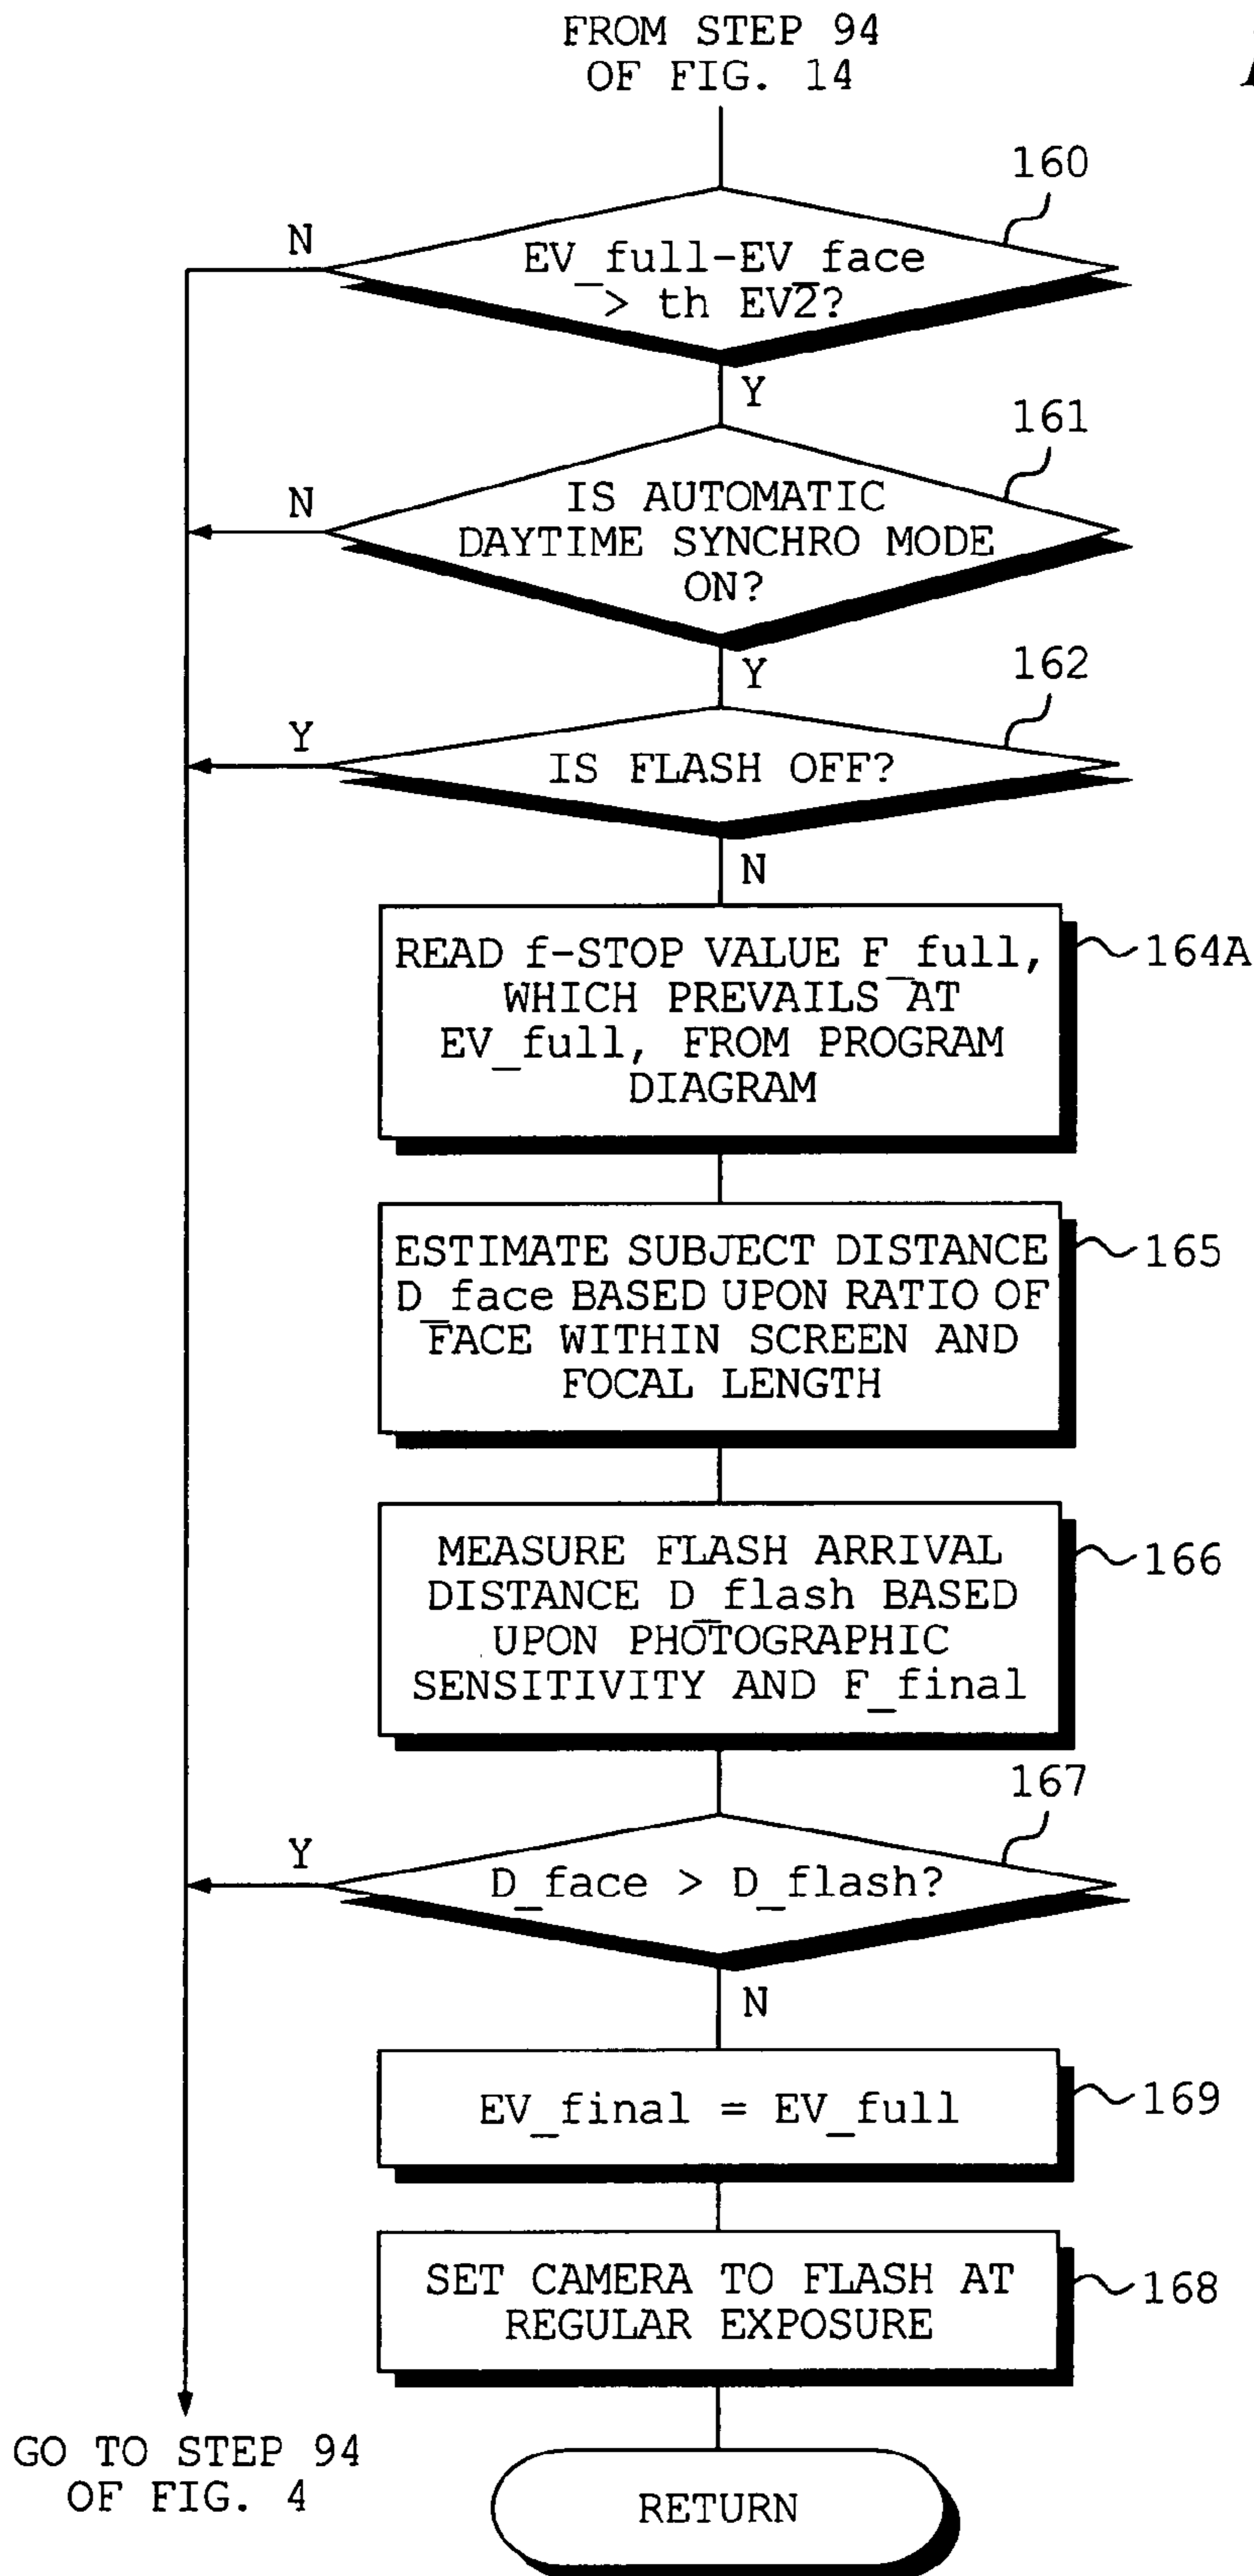 FROM STEP 94
OF FIG. 14
160
N
EV_full-EV_face
> th EV2?
Y
161
N
IS AUTOMATIC
DAYTIME SYNCHRO MODE
ON?
Y
162
Y
IS FLASH OFF?
N
READ f-STOP VALUE F_full,
WHICH PREVAILS AT
EV_full, FROM PROGRAM
DIAGRAM
164A
ESTIMATE SUBJECT DISTANCE
D_face BASED UPON RATIO OF
FACE WITHIN SCREEN AND
FOCAL LENGTH
165
MEASURE FLASH ARRIVAL
DISTANCE D_flash BASED
UPON PHOTOGRAPHIC
SENSITIVITY AND F_final
166
167
Y
D_face > D_flash?
N
EV_final = EV_full
169
SET CAMERA TO FLASH AT
REGULAR EXPOSURE
168
GO TO STEP 94
OF FIG. 4
RETURN